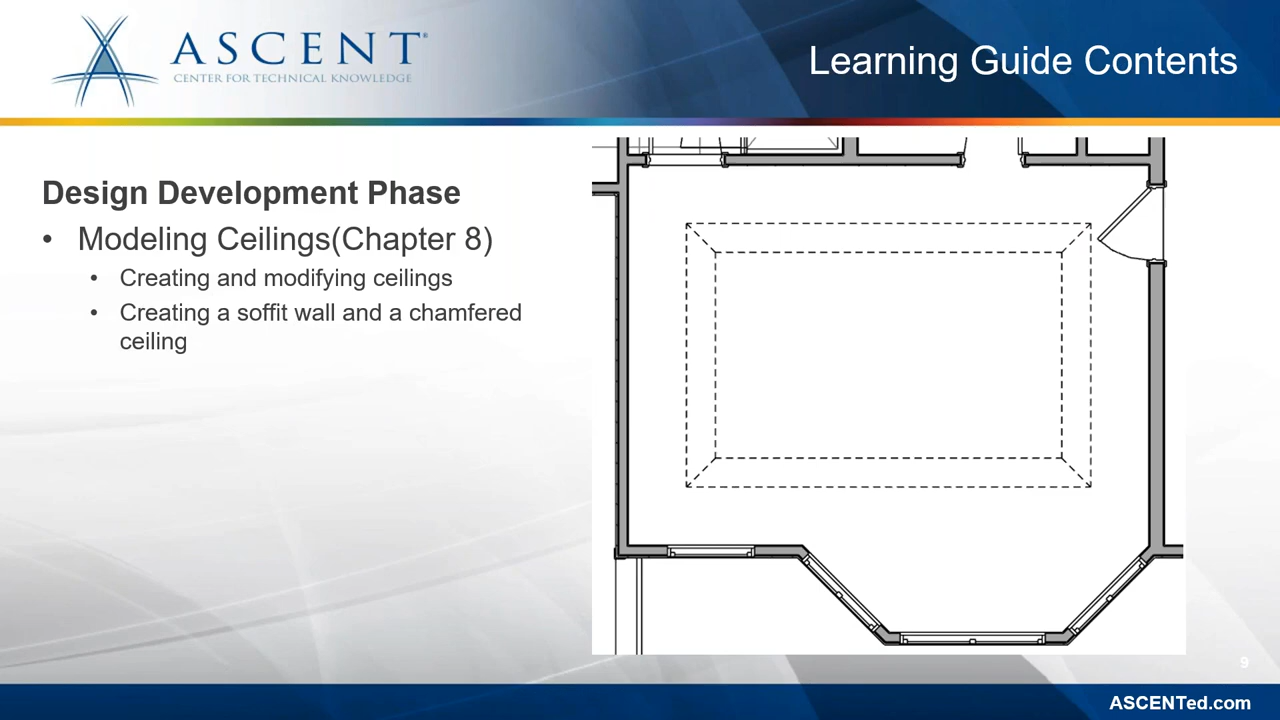 ASCENT®
CENTER FOR TECHNICAL KNOWLEDGE
Learning Guide Contents
Design Development Phase
• Modeling Ceilings(Chapter 8)
• Creating and modifying ceilings
• Creating a soffit wall and a chamfered
ceiling
9
ASCENTed.com